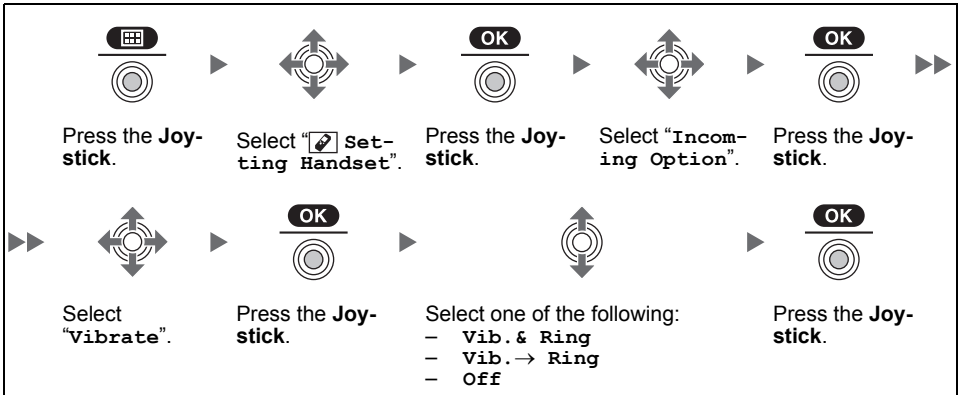 OK
OK
Press the Joy-
stick.
Select " Set-
ting Handset".
Press the Joy-
stick.
Select "Incom-
ing Option".
Press the Joy-
stick.
OK
OK
Select
"Vibrate".
Press the Joy-
stick.
Select one of the following:
– Vib.& Ring
– Vib.→ Ring
– Off
Press the Joy-
stick.